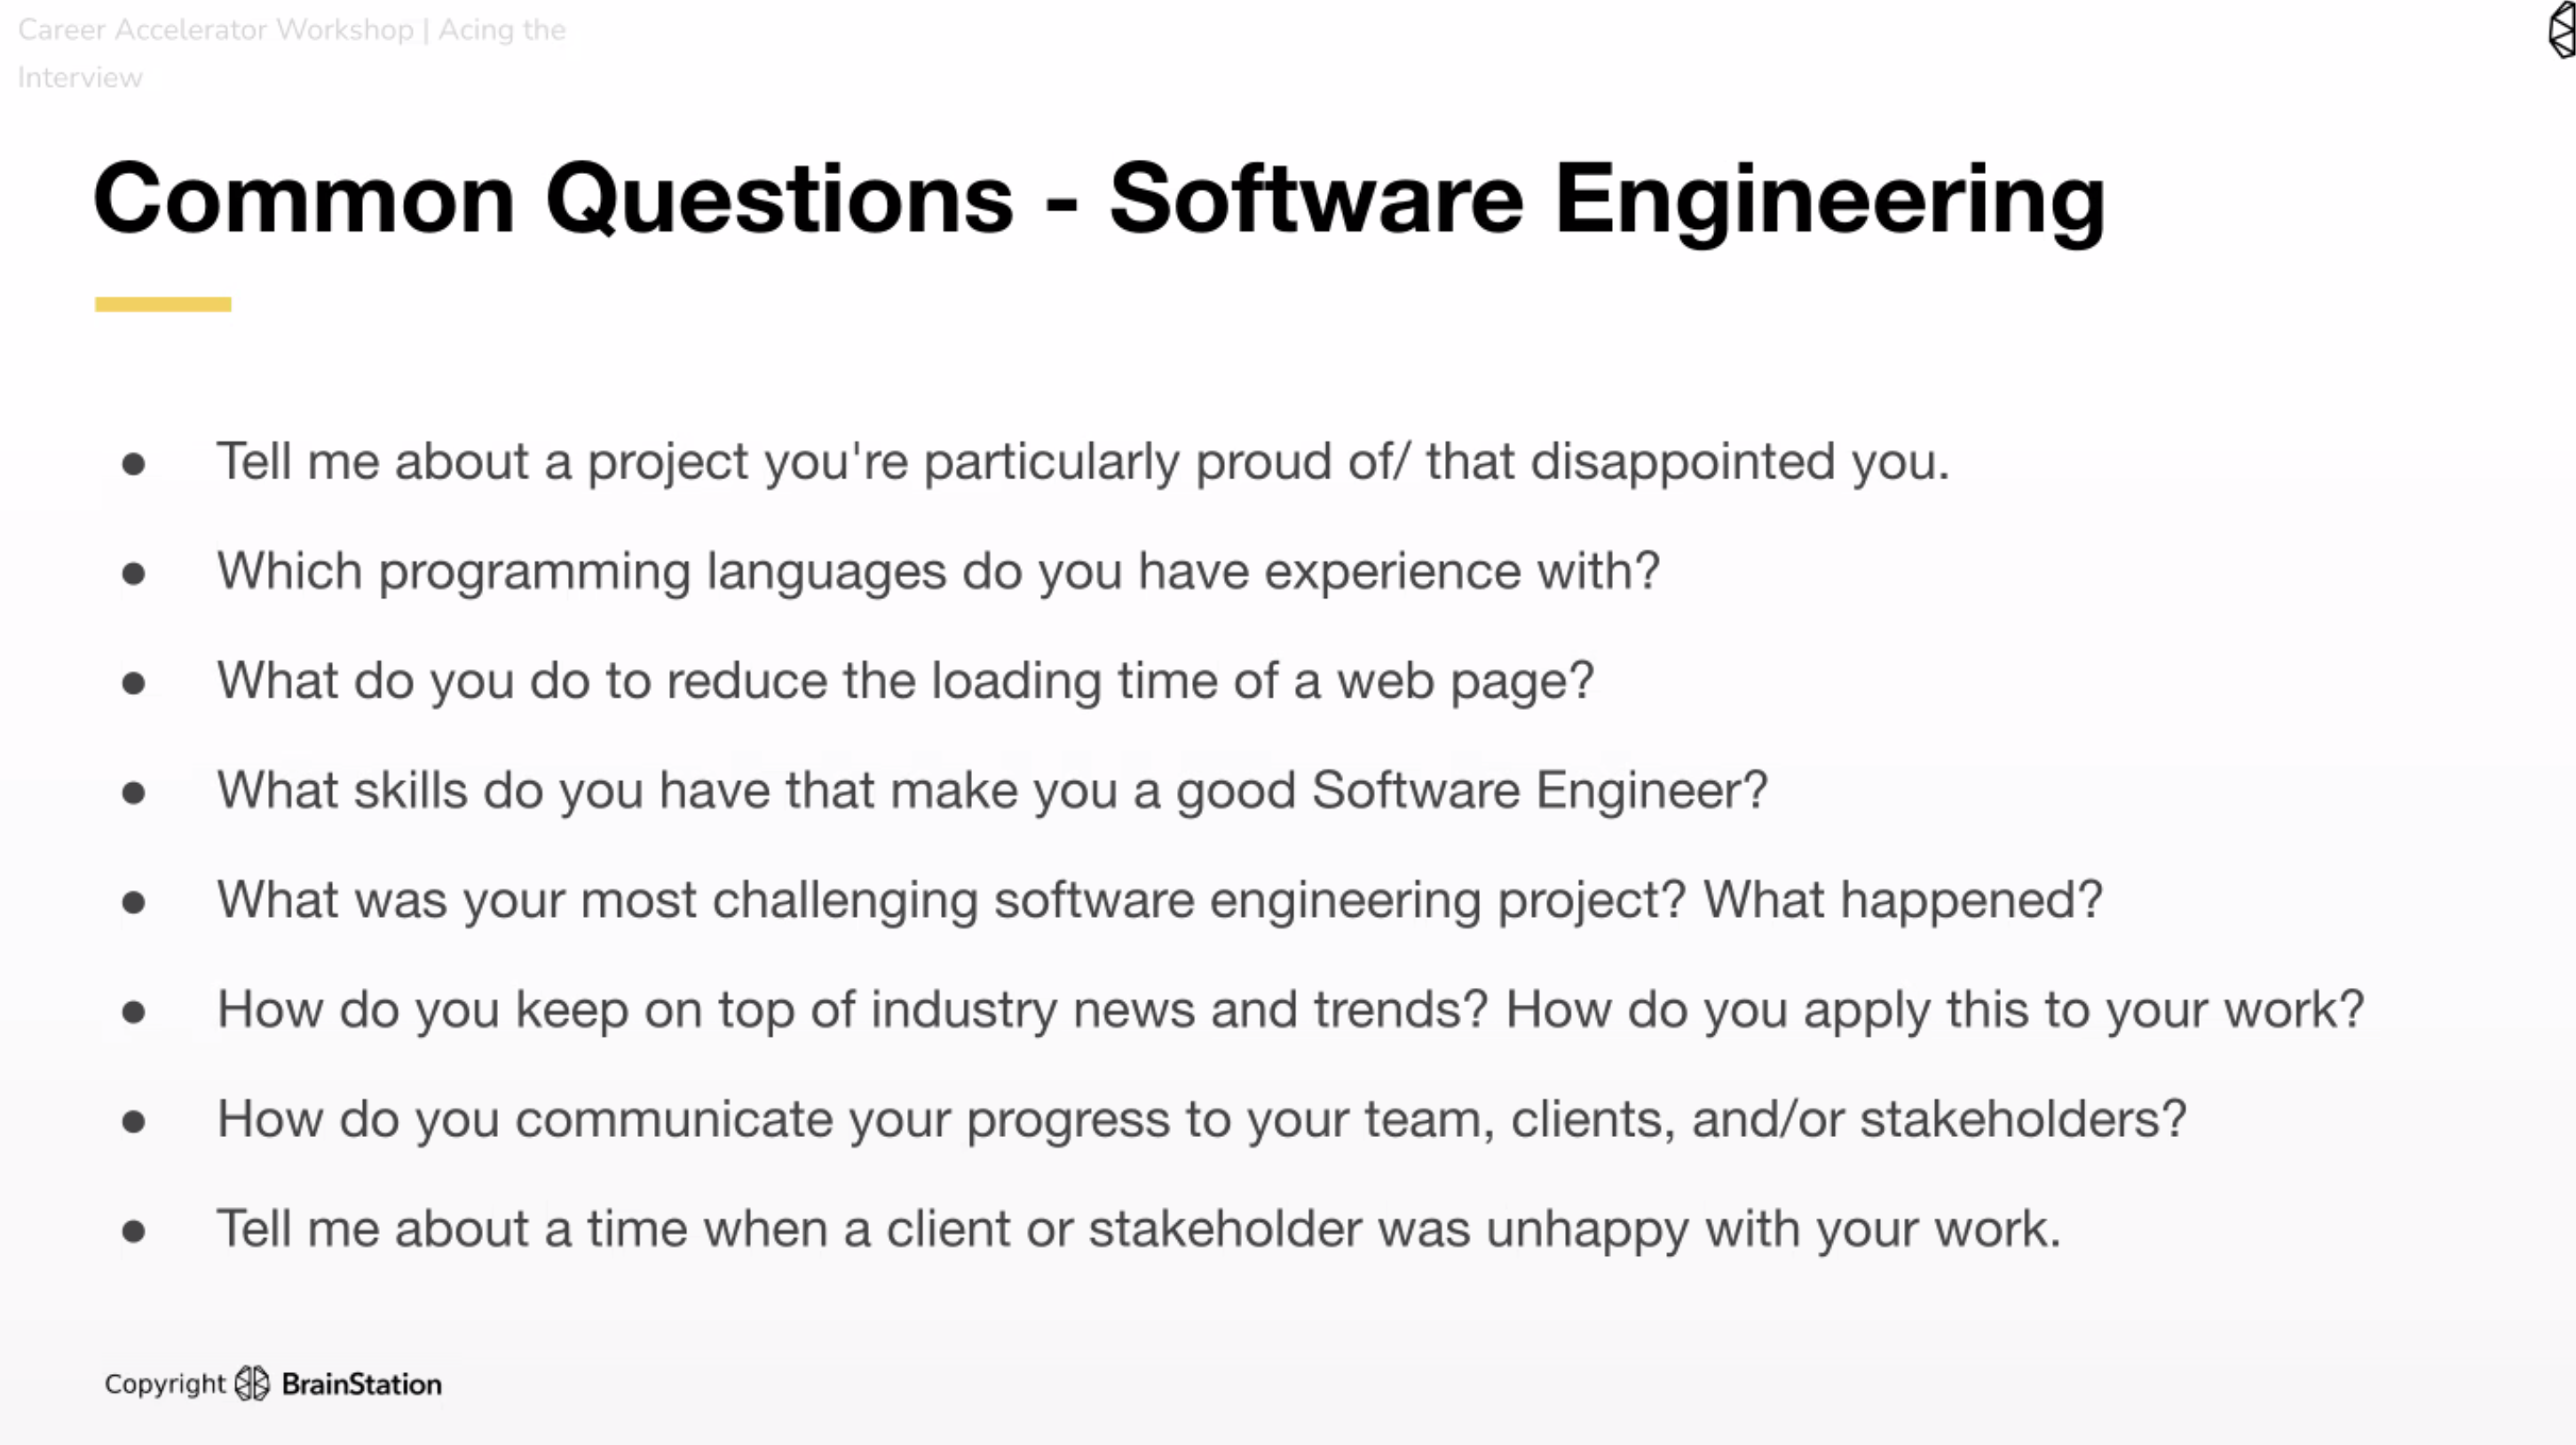 Career Accelerator Workshop | Acing the
Interview
Common Questions - Software Engineering
● Tell me about a project you're particularly proud of/ that disappointed you.
● Which programming languages do you have experience with?
● What do you do to reduce the loading time of a web page?
● What skills do you have that make you a good Software Engineer?
● What was your most challenging software engineering project? What happened?
● How do you keep on top of industry news and trends? How do you apply this to your work?
● How do you communicate your progress to your team, clients, and/or stakeholders?
● Tell me about a time when a client or stakeholder was unhappy with your work.
Copyright BrainStation